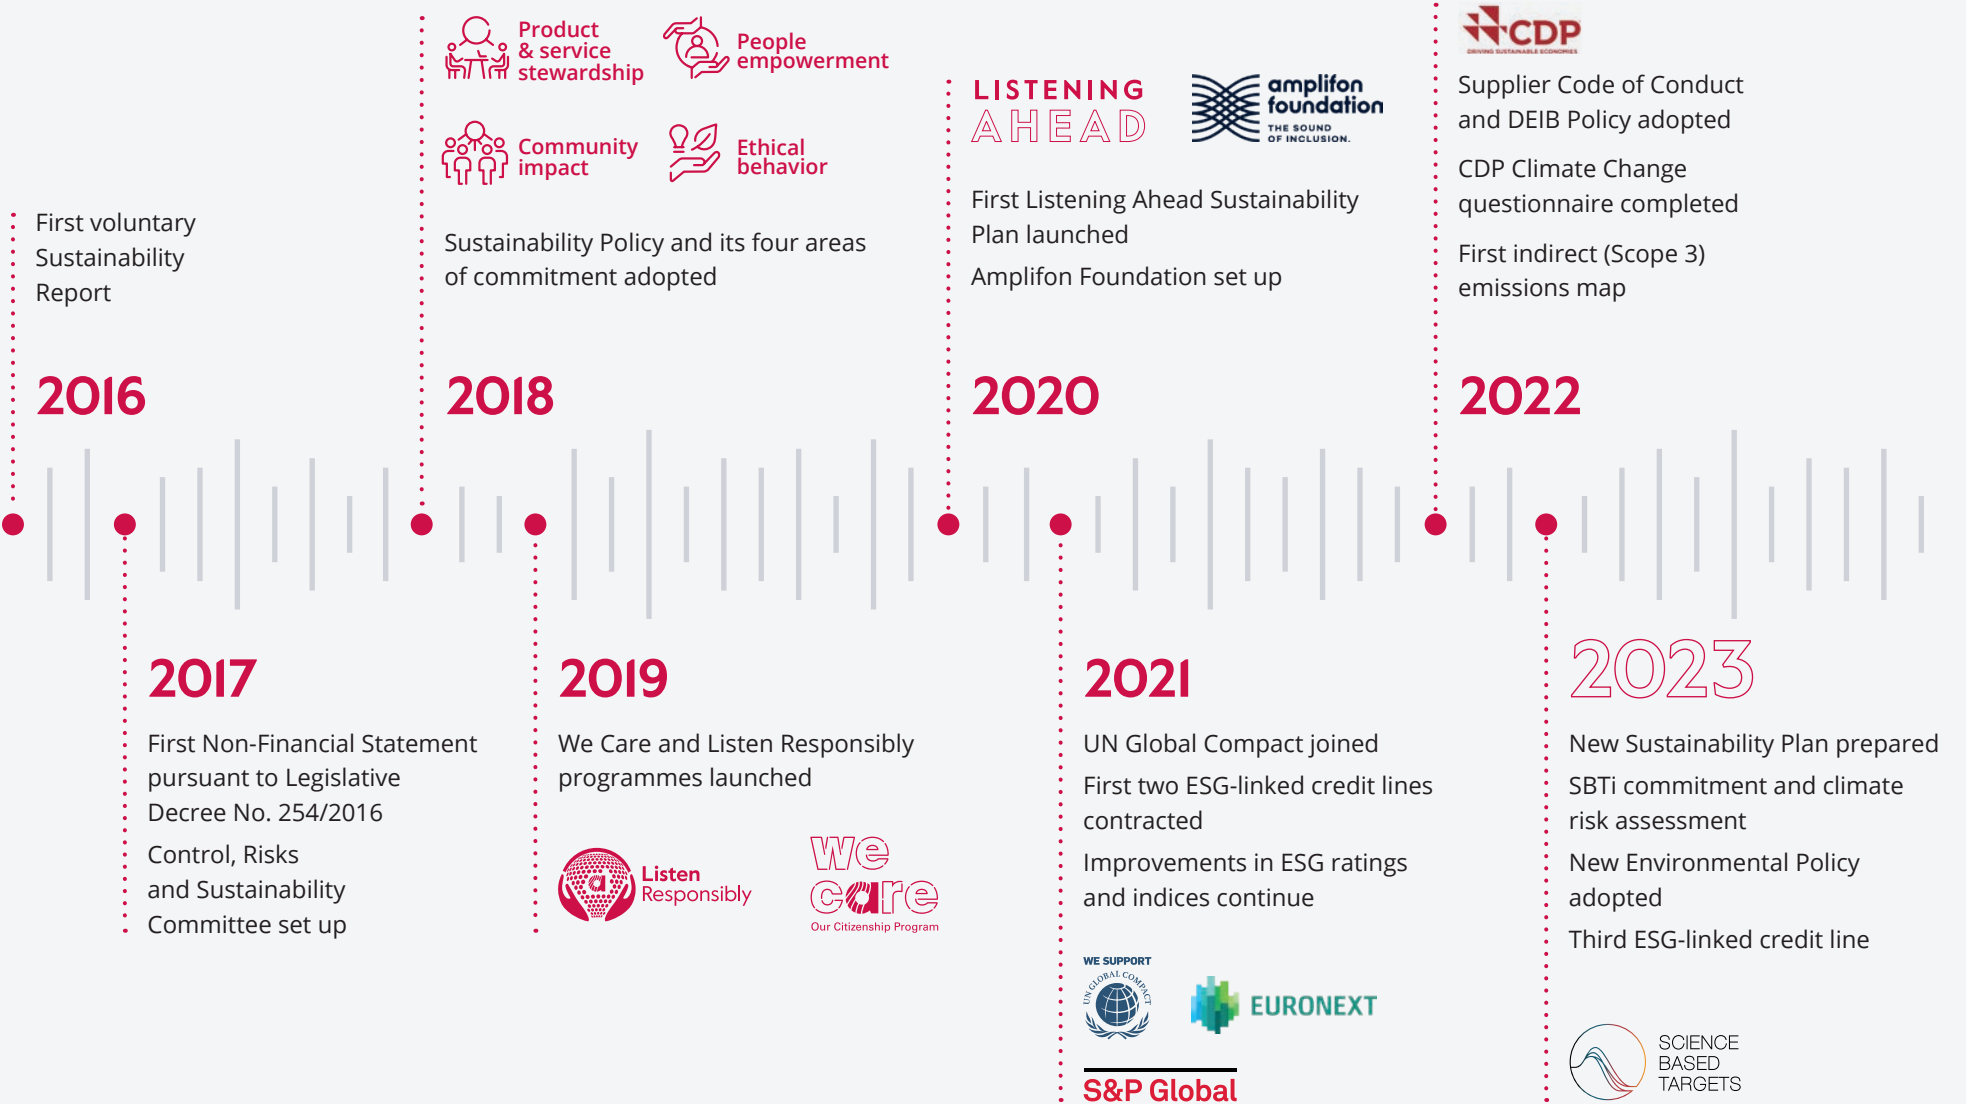 First voluntary
Sustainability
Report
2016
2017
First Non-Financial Statement
pursuant to Legislative
Decree No. 254/2016
Control, Risks
and Sustainability
Committee set up
Product
& service
stewardship
People
empowerment
Community
impact
Ethical
behavior
Sustainability Policy and its four areas
of commitment adopted
2018
2019
We Care and Listen Responsibly
programmes launched
Listen
Responsibly
we
care
Our Citizenship Program
LISTENING
AHEAD
amplifon
foundation
THE SOUND
OF INCLUSION.
First Listening Ahead Sustainability
Plan launched
Amplifon Foundation set up
2020
2021
UN Global Compact joined
First two ESG-linked credit lines
contracted
Improvements in ESG ratings
and indices continue
WE SUPPORT
UN GLOBAL COMPACT
EURONEXT
S&P Global
CDP
DRIVING SUSTAINABLE ECONOMIES
Supplier Code of Conduct
and DEIB Policy adopted
CDP Climate Change
questionnaire completed
First indirect (Scope 3)
emissions map
2022
2023
New Sustainability Plan prepared
SBTi commitment and climate
risk assessment
New Environmental Policy
adopted
Third ESG-linked credit line
SCIENCE
BASED
TARGETS